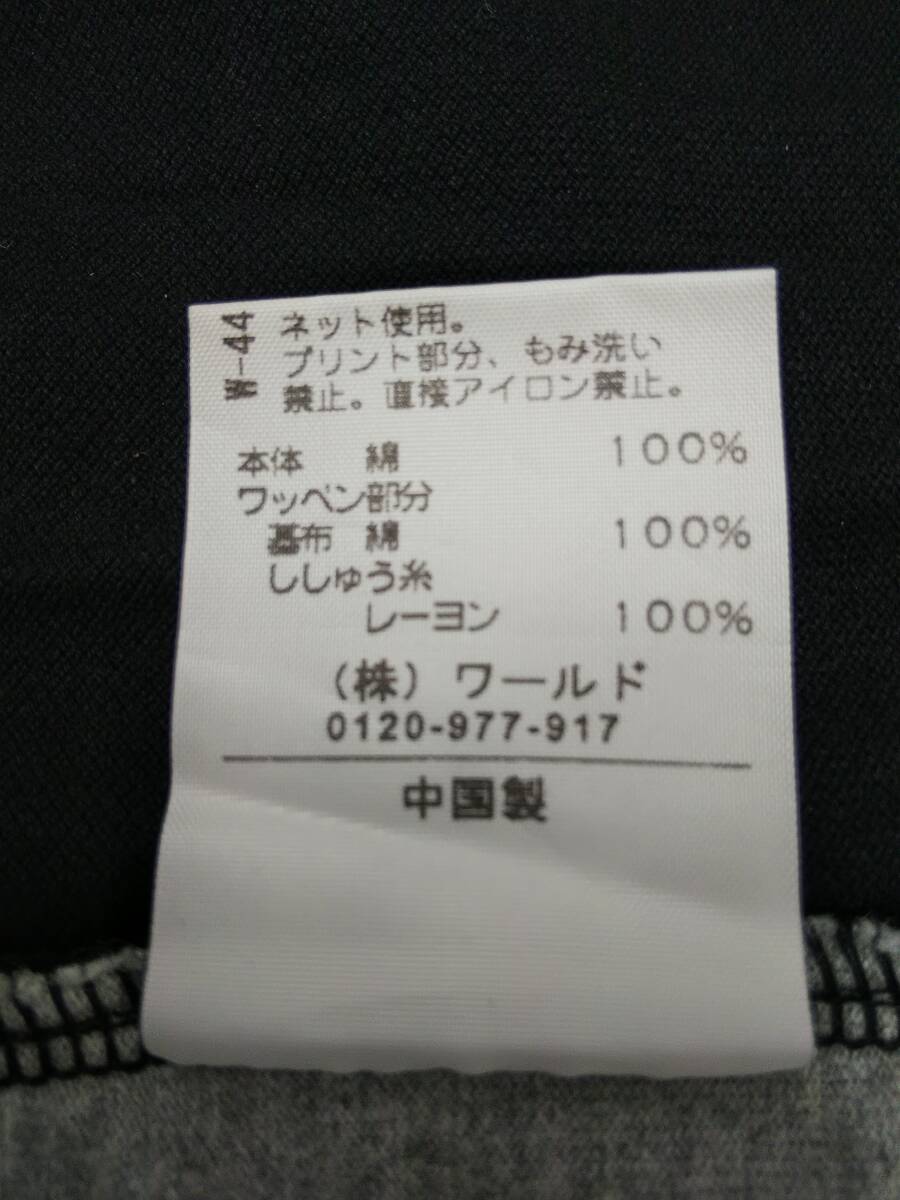 W-44
ネット使用。
プリント部分、もみ洗い
禁止。直接アイロン禁止。
本体 綿 100%
ワッペン部分
基布 綿 100%
ししゅう糸
レーヨン 100%
(株) ワールド
0120-977-917
中国製